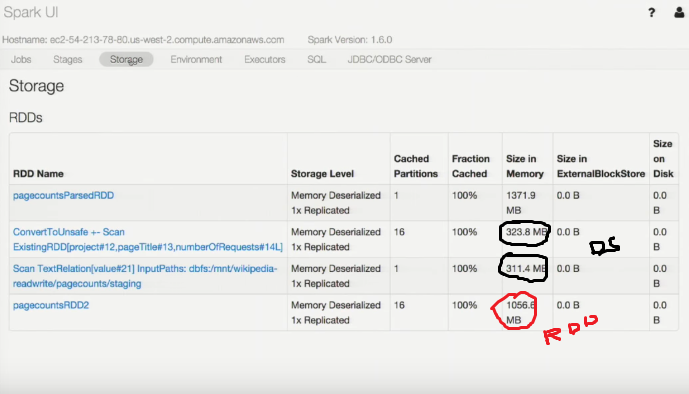 Spark UI
?
Hostname: ec2-54-213-78-80.us-west-2.compute.amazonaws.com Spark Version: 1.6.0
Jobs Stages Storage Environment Executors SQL JDBC/ODBC Server
Storage
RDDs
RDD Name Storage Level Cached Partitions Fraction Cached Size in Memory Size in ExternalBlockStore Size on Disk
pagecountsParsedRDD Memory Deserialized 1x Replicated 1 100% 1371.9 MB 0.0 B 0.0 B
ConvertToUnsafe +- Scan ExistingRDD[project#12,pageTitle#13,numberOfRequests#14L] Memory Deserialized 1x Replicated 16 100% 323.8 MB 0.0 B 0.0 B
DS
Scan TextRelation[value#21] InputPaths: dbfs:/mnt/wikipedia-readwrite/pagecounts/staging Memory Deserialized 1x Replicated 1 100% 311.4 MB 0.0 B 0.0 B
pagecountsRDD2 Memory Deserialized 1x Replicated 16 100% 1056.6 MB 0.0 B 0.0 B
RDD